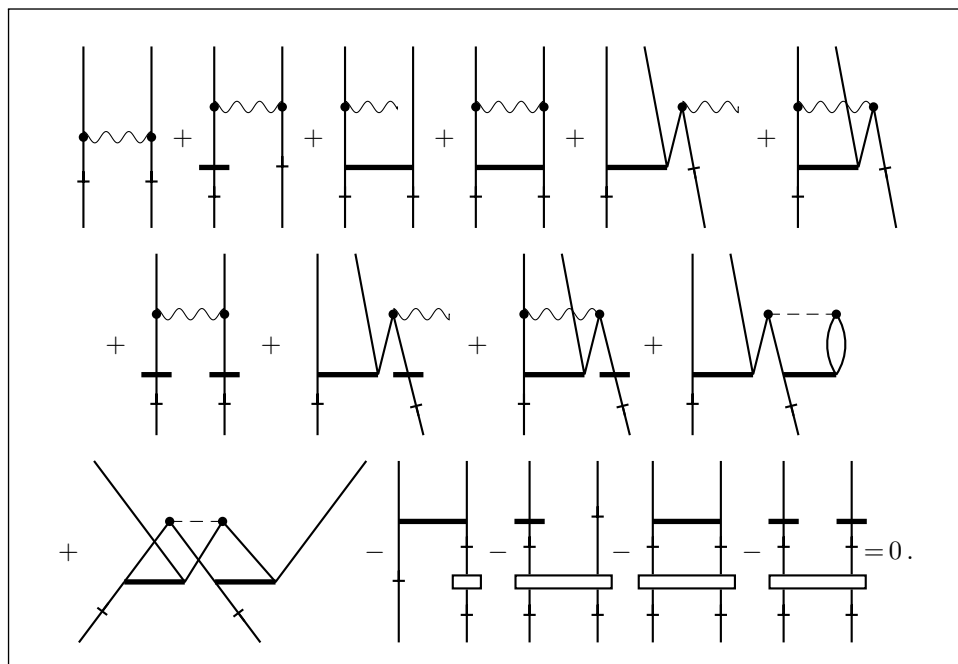 + + + + +
+ + + +
+ − − − − = 0 .